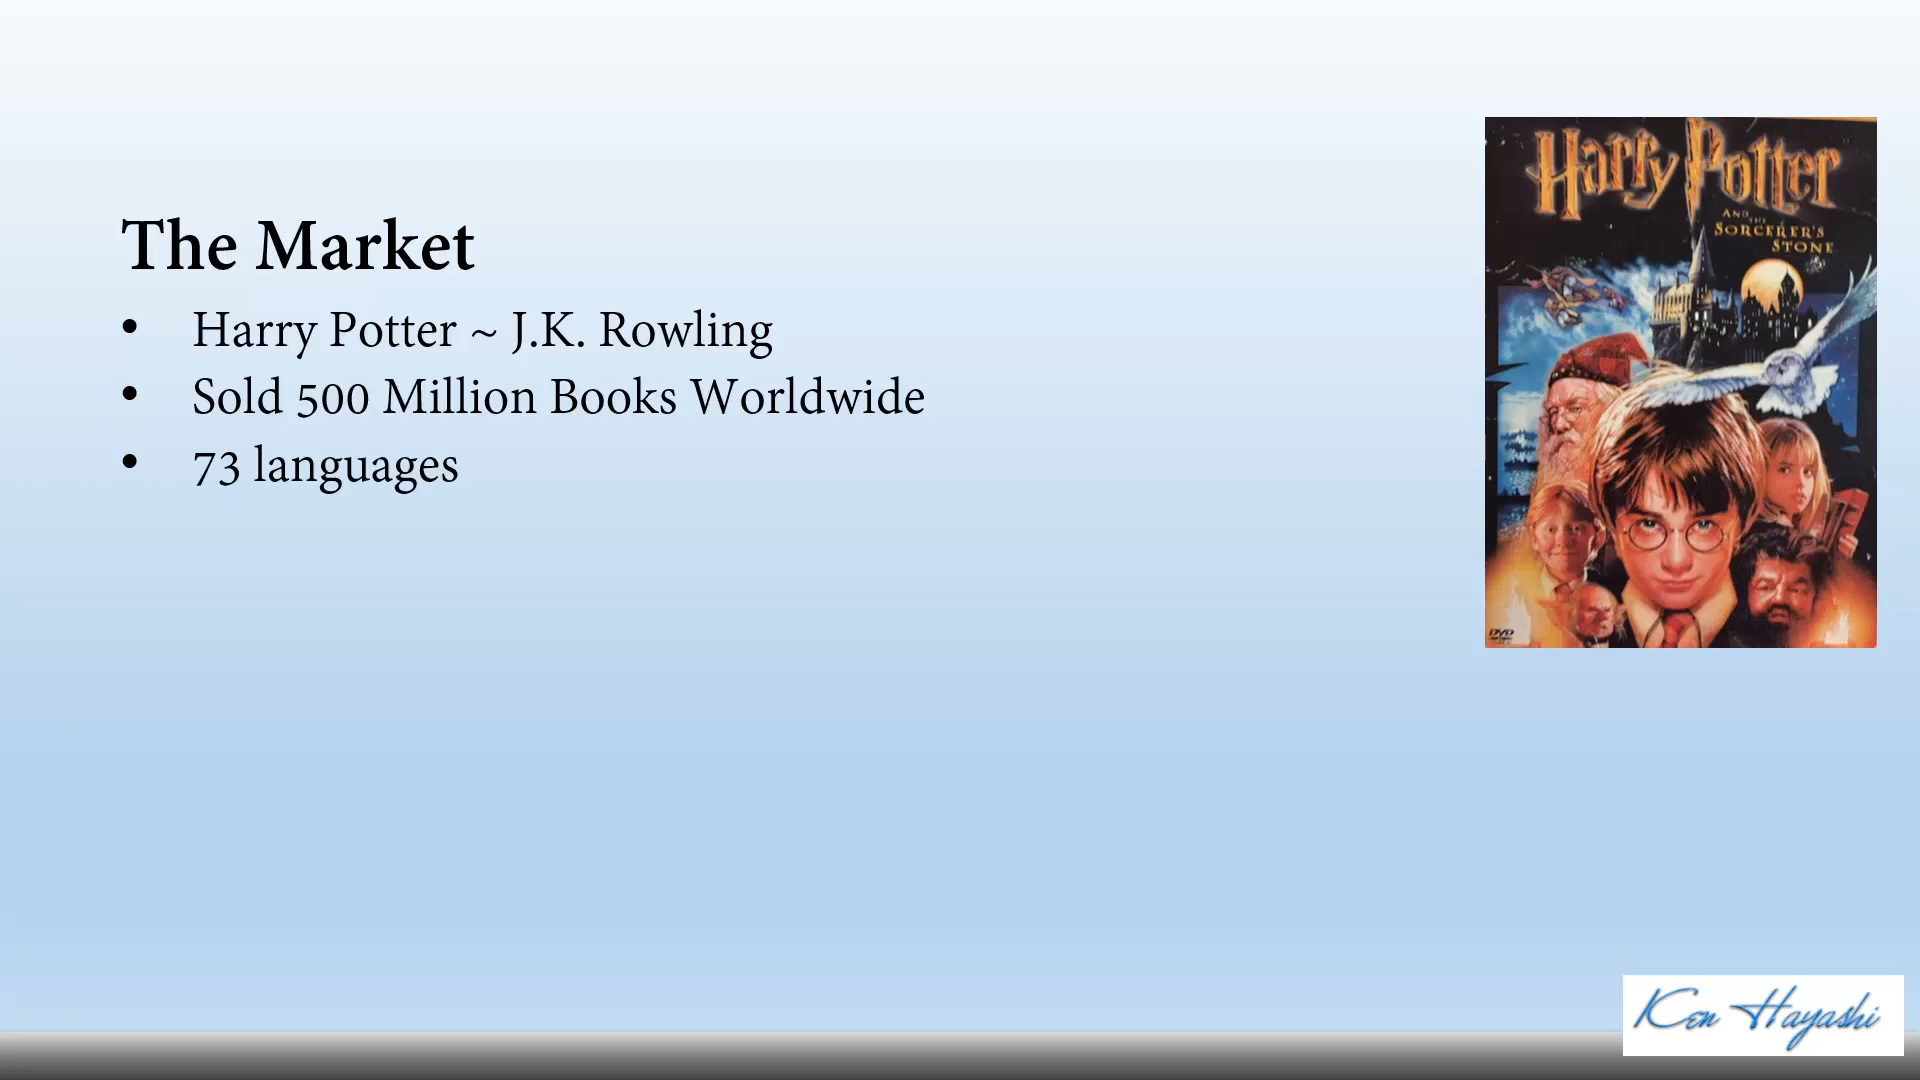 The Market
• Harry Potter ~ J.K. Rowling
• Sold 500 Million Books Worldwide
• 73 languages
Harry Potter
AND THE
SORCERER'S
STONE
DVD
Ken Hayashi